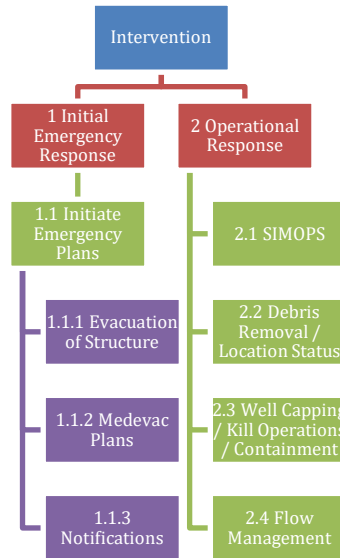 Intervention
1 Initial
Emergency
Response
2 Operational
Response
1.1 Initiate
Emergency
Plans
2.1 SIMOPS
1.1.1 Evacuation
of Structure
2.2 Debris
Removal /
Location Status
1.1.2 Medevac
Plans
2.3 Well Capping
/ Kill Operations
/ Containment
1.1.3
Notifications
2.4 Flow
Management